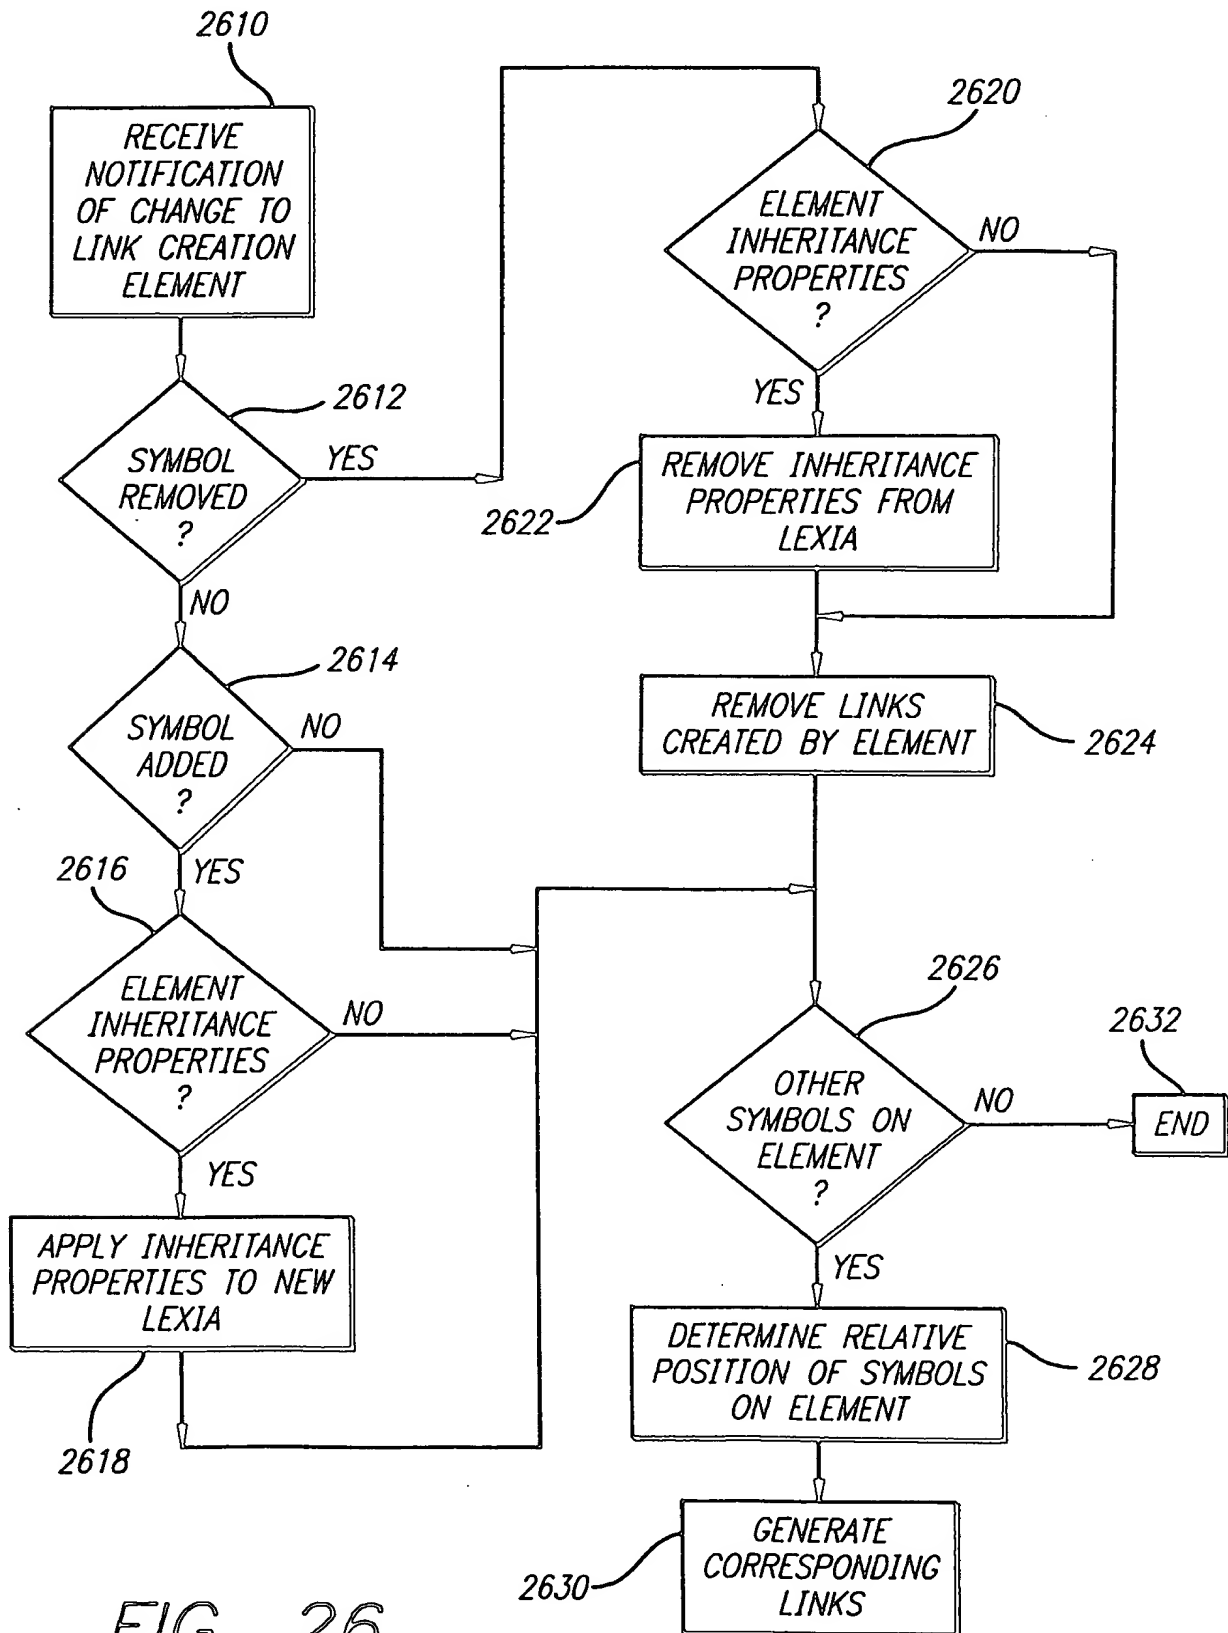 2610
RECEIVE
NOTIFICATION
OF CHANGE TO
LINK CREATION
ELEMENT
2612
SYMBOL
REMOVED
?
YES
NO
2614
SYMBOL
ADDED
?
NO
YES
2616
ELEMENT
INHERITANCE
PROPERTIES
?
NO
YES
APPLY INHERITANCE
PROPERTIES TO NEW
LEXIA
2618
2620
ELEMENT
INHERITANCE
PROPERTIES
?
NO
YES
REMOVE INHERITANCE
PROPERTIES FROM
LEXIA
2622
REMOVE LINKS
CREATED BY ELEMENT
2624
2626
OTHER
SYMBOLS ON
ELEMENT
?
NO
2632
END
YES
DETERMINE RELATIVE
POSITION OF SYMBOLS
ON ELEMENT
2628
GENERATE
CORRESPONDING
LINKS
2630
FIG. 26